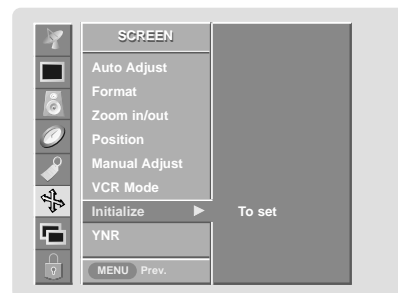 SCREEN
Auto Adjust
Format
Zoom in/out
Position
Manual Adjust
VCR Mode
Initialize ▶ To set
YNR
MENU Prev.